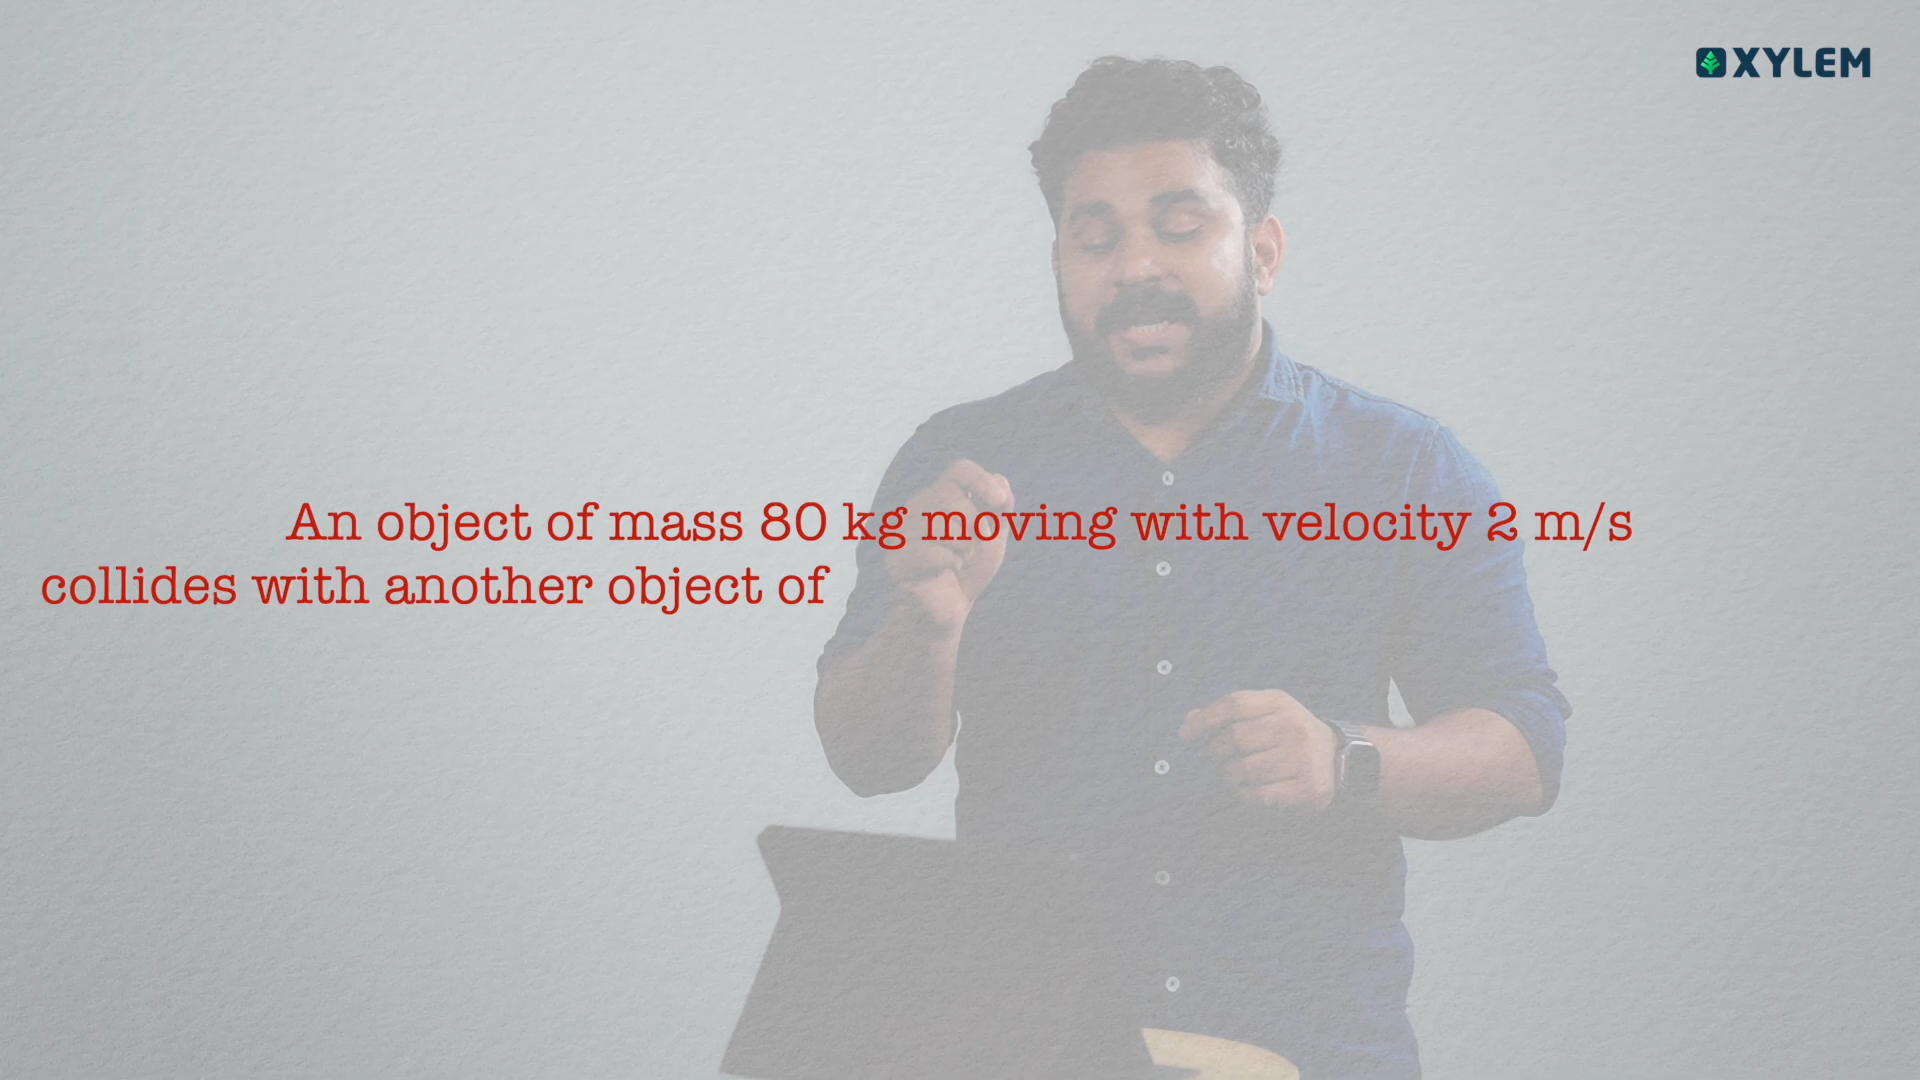 XYLEM
An object of mass 80 kg moving with velocity 2 m/s
collides with another object of